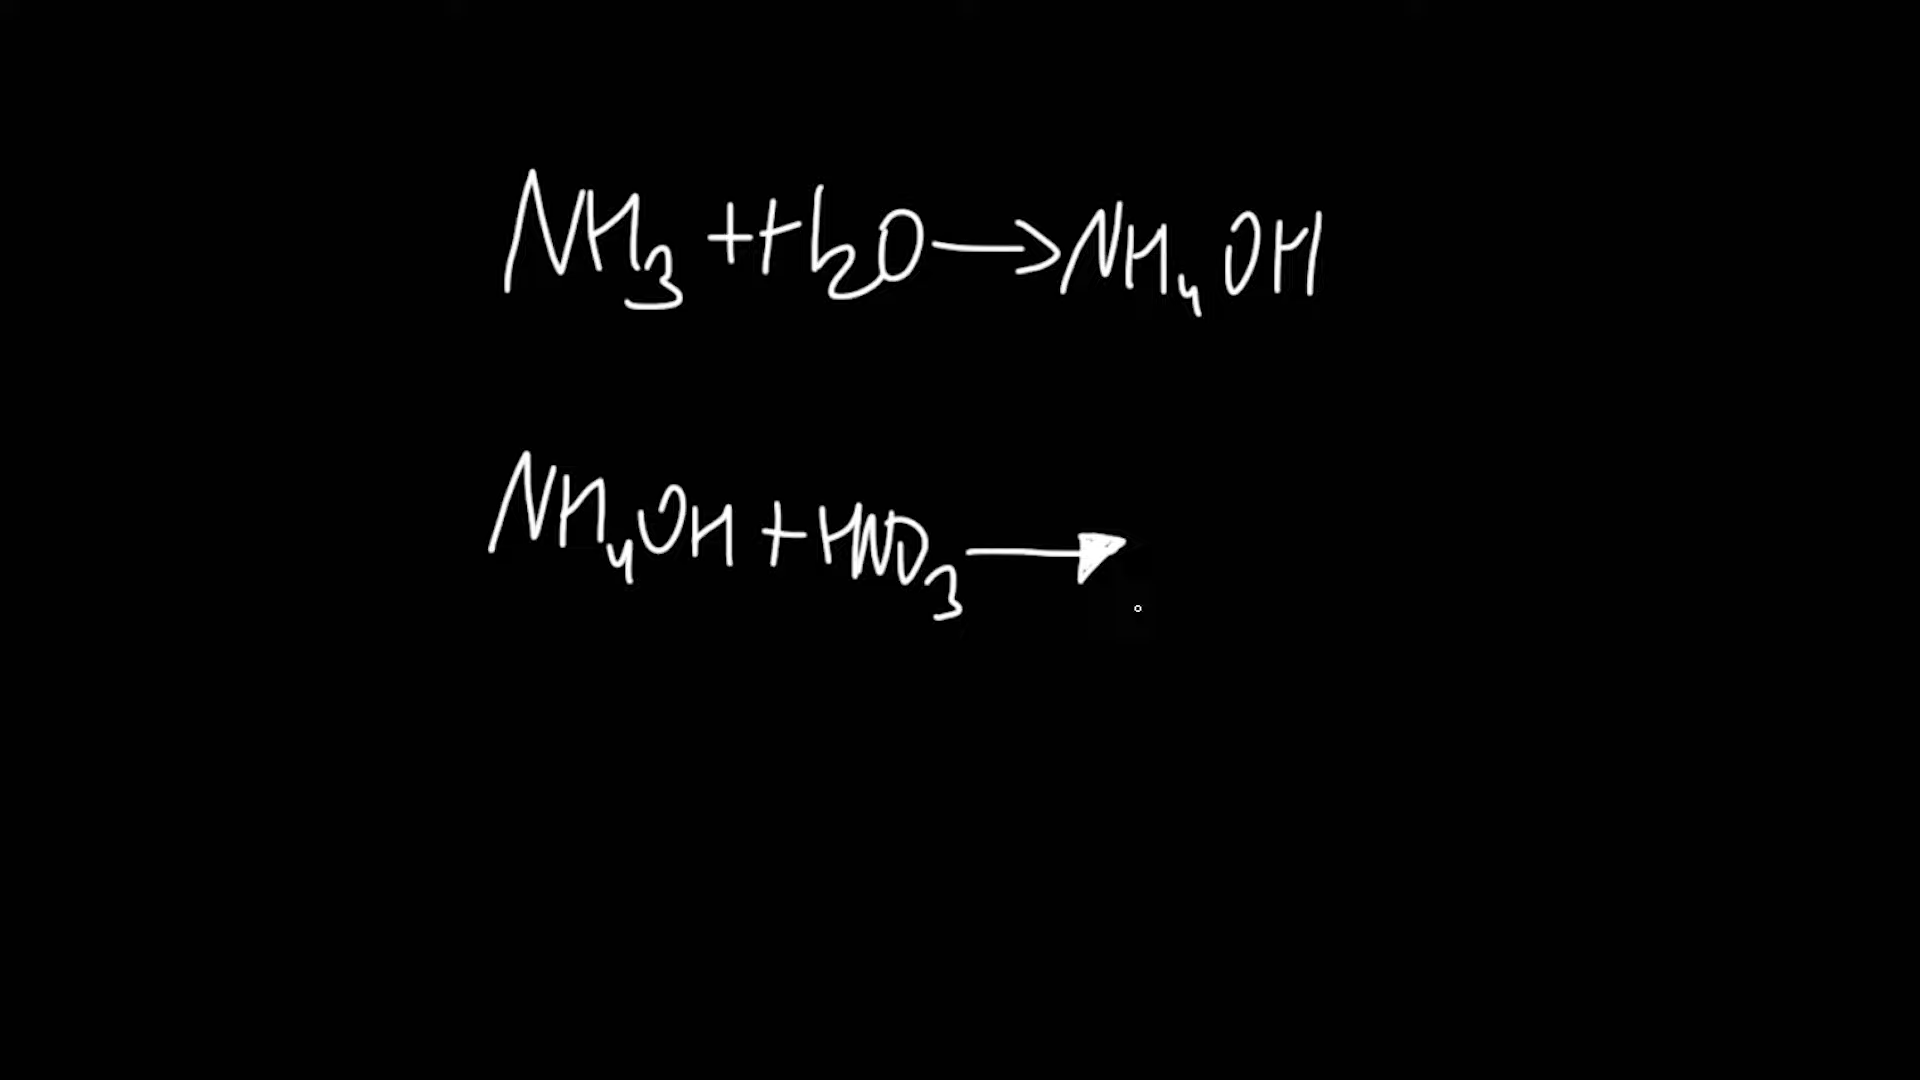 NH₃ + H₂O → NH₄OH
NH₄OH + HNO₃ →